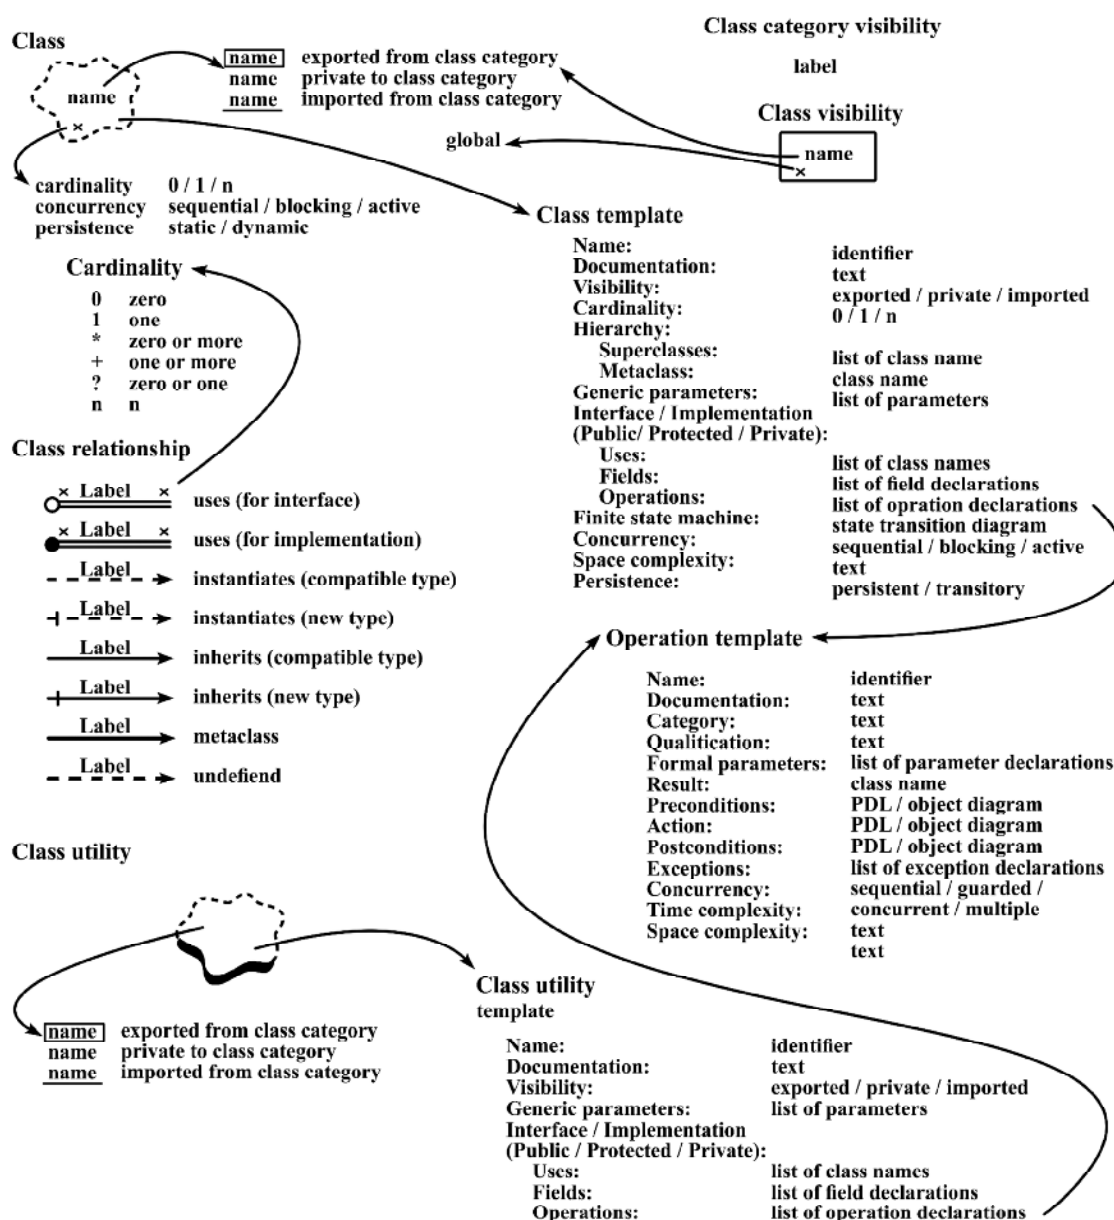 Class
name
name exported from class category
name private to class category
name imported from class category
×
cardinality 0 / 1 / n
concurrency sequential / blocking / active
persistence static / dynamic
Class category visibility
label
Class visibility
name
×
global
Cardinality
0 zero
1 one
* zero or more
+ one or more
? zero or one
n n
Class relationship
× Label × uses (for interface)
× Label × uses (for implementation)
Label instantiates (compatible type)
Label instantiates (new type)
Label inherits (compatible type)
Label inherits (new type)
Label metaclass
Label undefiend
Class template
Name: identifier
Documentation: text
Visibility: exported / private / imported
Cardinality: 0 / 1 / n
Hierarchy:
Superclasses: list of class name
Metaclass: class name
Generic parameters: list of parameters
Interface / Implementation
(Public/ Protected / Private):
Uses: list of class names
Fields: list of field declarations
Operations: list of opration declarations
Finite state machine: state transition diagram
Concurrency: sequential / blocking / active
Space complexity: text
Persistence: persistent / transitory
Operation template
Name: identifier
Documentation: text
Category: text
Qualitication: text
Formal parameters: list of parameter declarations
Result: class name
Preconditions: PDL / object diagram
Action: PDL / object diagram
Postconditions: PDL / object diagram
Exceptions: list of exception declarations
Concurrency: sequential / guarded /
Time complexity: concurrent / multiple
Space complexity: text
text
Class utility
name exported from class category
name private to class category
name imported from class category
Class utility
template
Name: identifier
Documentation: text
Visibility: exported / private / imported
Generic parameters: list of parameters
Interface / Implementation
(Public / Protected / Private):
Uses: list of class names
Fields: list of field declarations
Operations: list of operation declarations